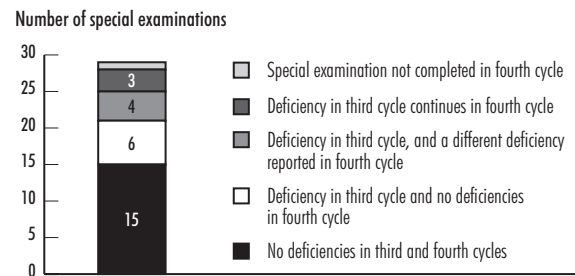 Number of special examinations
30
25
20
15
10
5
0
3
4
6
15
Special examination not completed in fourth cycle
Deficiency in third cycle continues in fourth cycle
Deficiency in third cycle, and a different deficiency
reported in fourth cycle
Deficiency in third cycle and no deficiencies
in fourth cycle
No deficiencies in third and fourth cycles